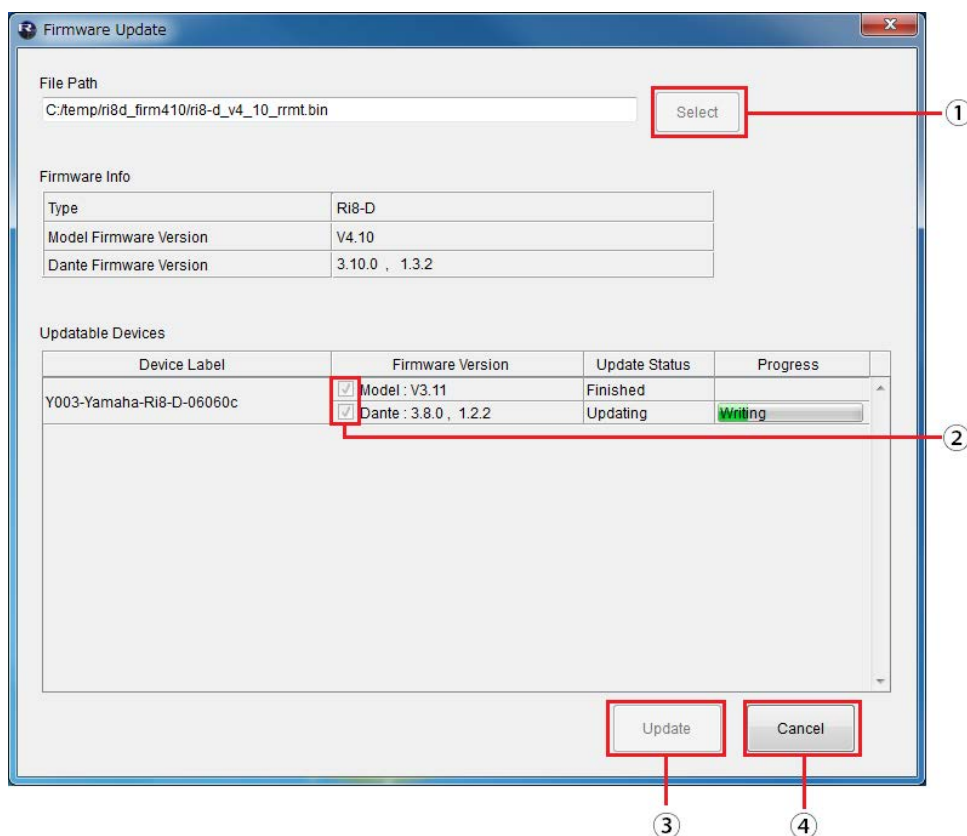 Firmware Update
File Path
C:/temp/ri8d_firm410/ri8-d_v4_10_rrmt.bin
Select
①
Firmware Info
Type Ri8-D
Model Firmware Version V4.10
Dante Firmware Version 3.10.0 , 1.3.2
Updatable Devices
Device Label Firmware Version Update Status Progress
Y003-Yamaha-Ri8-D-06060c
Model : V3.11 Finished
Dante : 3.8.0 , 1.2.2 Updating Writing
②
Update Cancel
③ ④